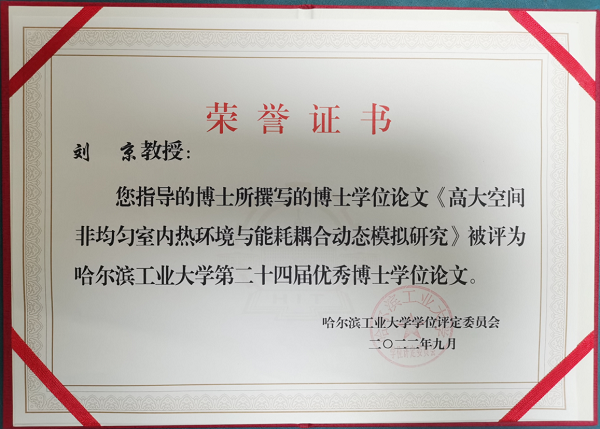 荣誉证书
刘 京教授：
您指导的博士所撰写的博士学位论文《高大空间
非均匀室内热环境与能耗耦合动态模拟研究》被评为
哈尔滨工业大学第二十四届优秀博士学位论文。
哈尔滨工业大学学位评定委员会
二〇二二年九月